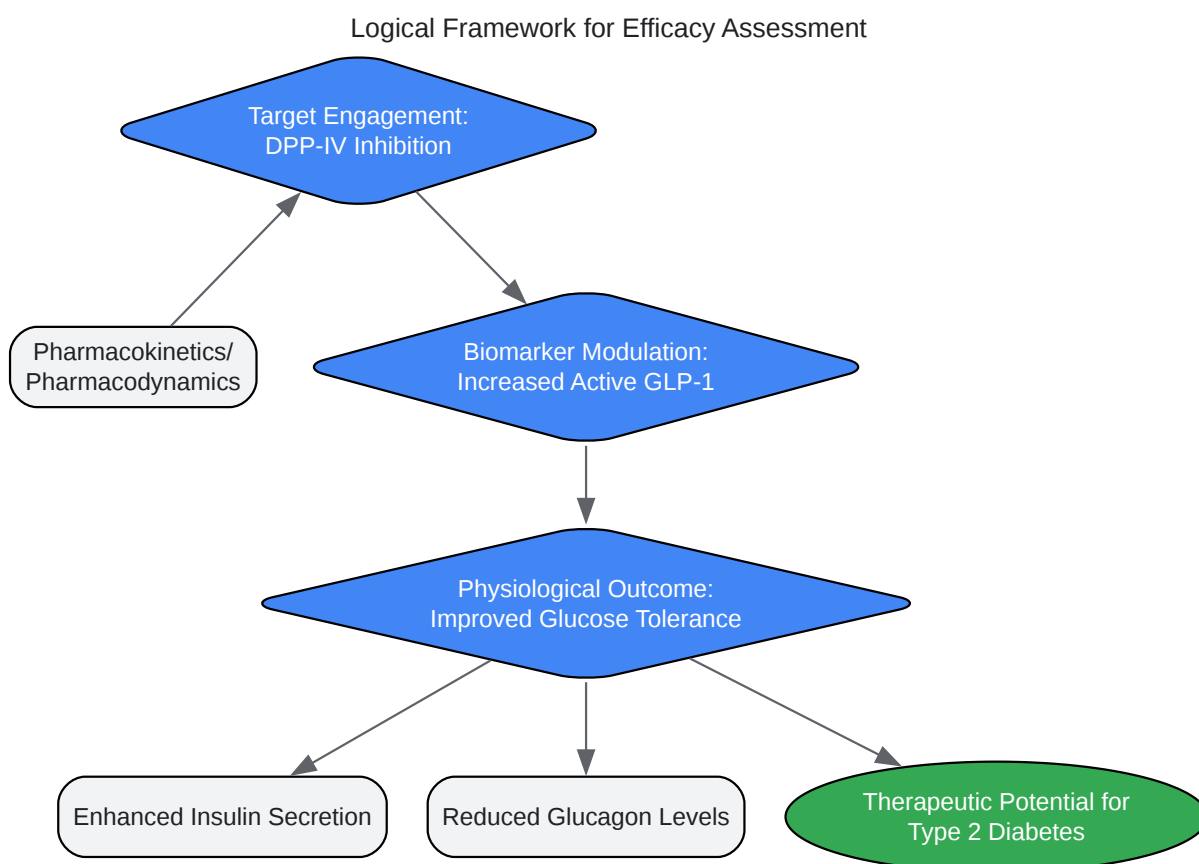 Logical Framework for Efficacy Assessment
Target Engagement:
DPP-IV Inhibition
Pharmacokinetics/
Pharmacodynamics
Biomarker Modulation:
Increased Active GLP-1
Physiological Outcome:
Improved Glucose Tolerance
Enhanced Insulin Secretion
Reduced Glucagon Levels
Therapeutic Potential for
Type 2 Diabetes